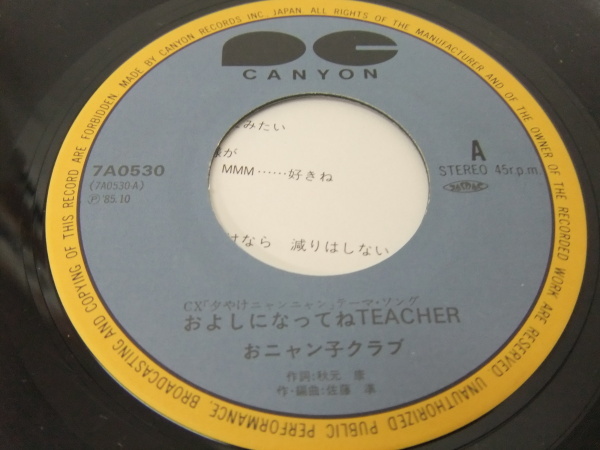 MADE BY CANYON RECORDS INC. JAPAN ALL RIGHTS OF THE MANUFACTURER AND OF THE OWNER OF THE RECORDED WORK ARE RESERVED UNAUTHORIZED PUBLIC PERFORMANCE, BROADCASTING AND COPYING OF THIS RECORD ARE FORBIDDEN.
CANYON
7A0530
(7A0530-A)
Ⓟ'85.10
A
STEREO 45r.p.m.
みたい
が
MMM……好きね
なら 減りはしない
CX「夕やけニャンニャン」テーマ・ソング
およしになってねTEACHER
おニャン子クラブ
作詞:秋元 康
作・編曲:佐藤 準